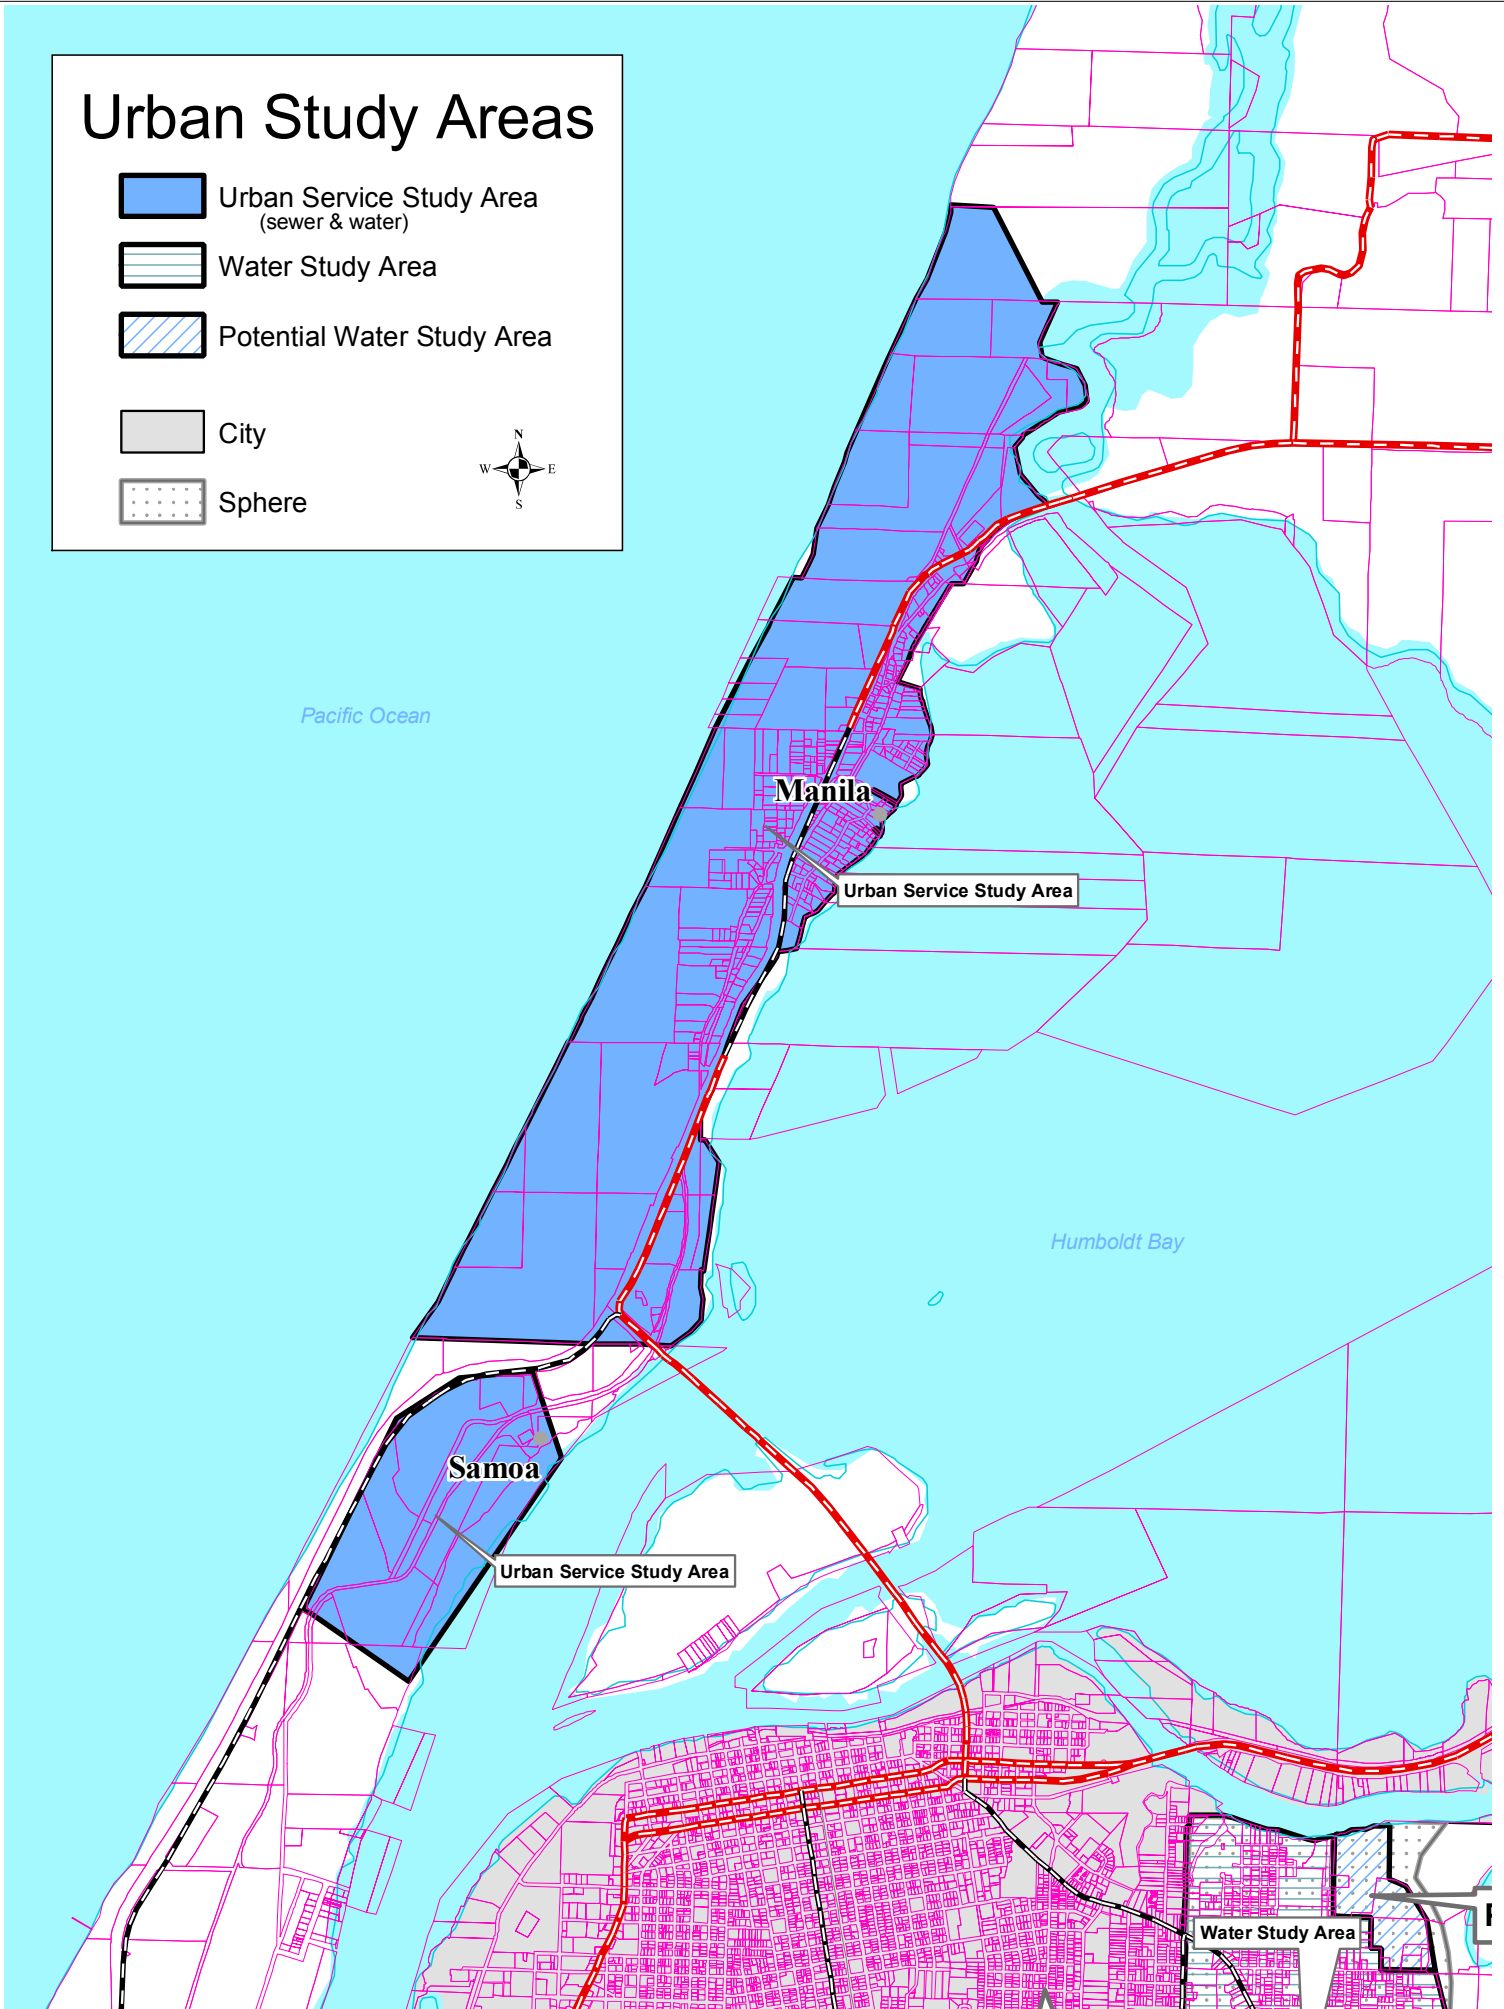 Urban Study Areas
Urban Service Study Area
(sewer & water)
Water Study Area
Potential Water Study Area
City
Sphere
N
W E
S
Pacific Ocean
Manila
Urban Service Study Area
Humboldt Bay
Samoa
Urban Service Study Area
Water Study Area